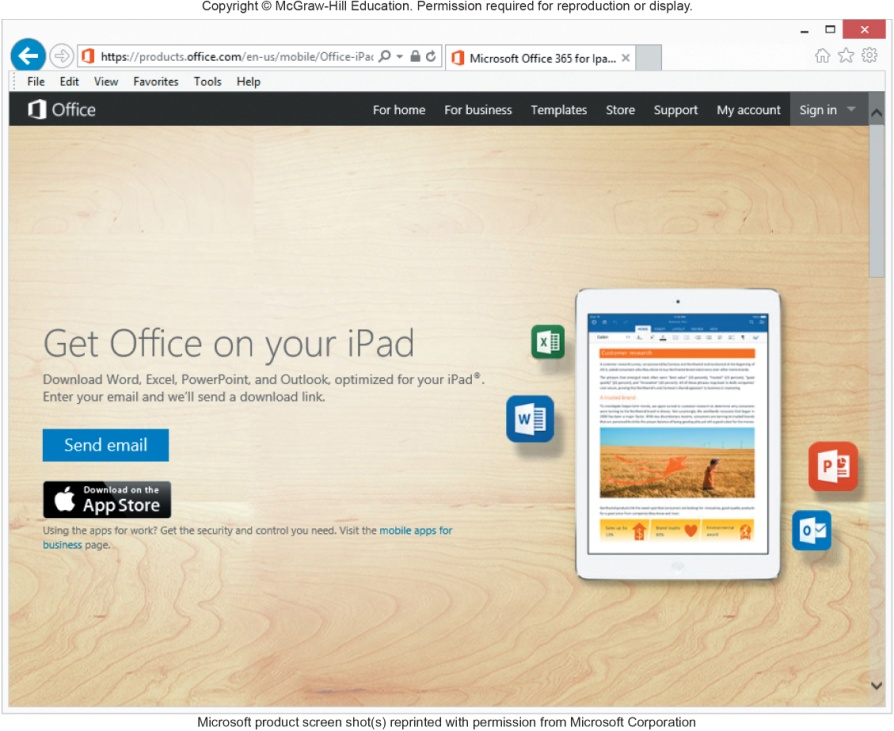 Copyright © McGraw-Hill Education. Permission required for reproduction or display.
https://products.office.com/en-us/mobile/Office-iPad
Microsoft Office 365 for Ipa...
File Edit View Favorites Tools Help
Office
For home For business Templates Store Support My account Sign in
Get Office on your iPad
Download Word, Excel, PowerPoint, and Outlook, optimized for your iPad®.
Enter your email and we'll send a download link.
Send email
Download on the
App Store
Using the apps for work? Get the security and control you need. Visit the mobile apps for
business page.
X
W
P
O
Customer research
A trusted brand
Microsoft product screen shot(s) reprinted with permission from Microsoft Corporation